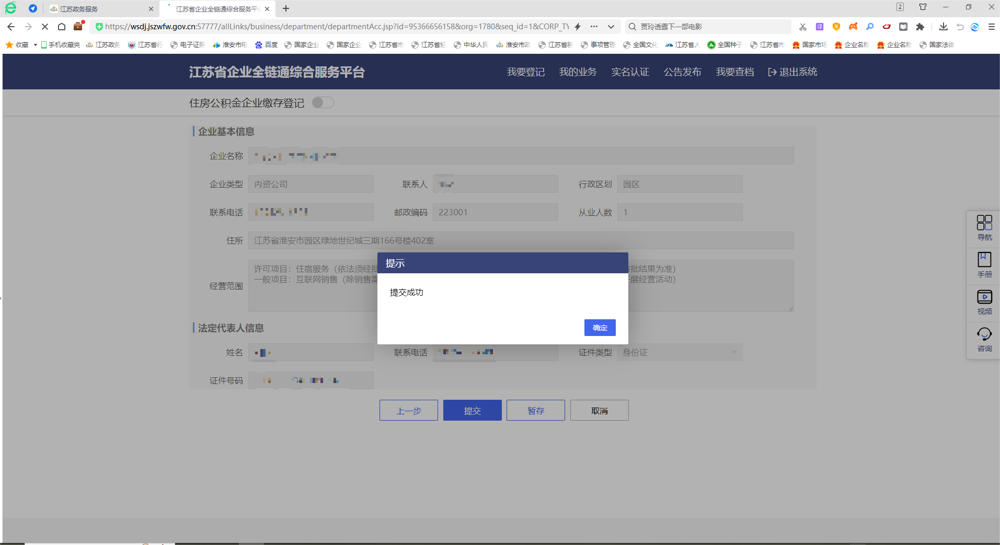 江苏政务服务
江苏省企业全链通综合服务平台
2
https://wsdj.jszwfw.gov.cn:57777/allLinks/business/department/departmentAcc.jsp?id=95366656158&org=1780&seq_id=1&CORP_TY
贾玲透露下一部电影
收藏 手机收藏夹 江苏政务 江苏省行 电子证照 淮安市电 百度 国家企业 国家企业 江苏省市 江苏省轻 中华人民 淮安市政 江苏省新 事项管理 全国文化 江苏省人 全国种子 江苏省市 国家市场 企业名称 企业名称 国家法律
江苏省企业全链通综合服务平台
我要登记 我的业务 实名认证 公告发布 我要查档 退出系统
住房公积金企业缴存登记
企业基本信息
企业名称
企业类型 内资公司 联系人 行政区划 园区
联系电话 邮政编码 223001 从业人数 1
住所 江苏省淮安市园区绿地世纪城三期166号楼402室
经营范围
许可项目：住宿服务（依法须经批 审批结果为准）
一般项目：互联网销售（除销售需 开展经营活动）
提示
提交成功
确定
法定代表人信息
姓名 联系电话 证件类型 身份证
证件号码
上一步 提交 暂存 取消
导航
手册
视频
咨询